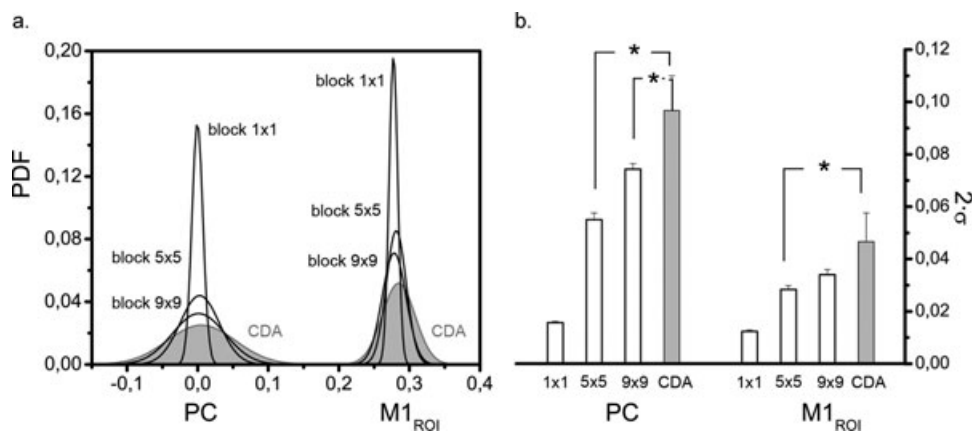 a.
PDF
0,20
0,16
0,12
0,08
0,04
0,00
block 1x1
block 1x1
block 5x5
block 9x9
block 5x5
block 9x9
CDA
CDA
-0,1 0,0 0,1 0,2 0,3 0,4
PC M1ROI
b.
*
*
*
0,12
0,10
0,08
0,06
0,04
0,02
0,00
2·σ
1x1 5x5 9x9 CDA 1x1 5x5 9x9 CDA
PC M1ROI